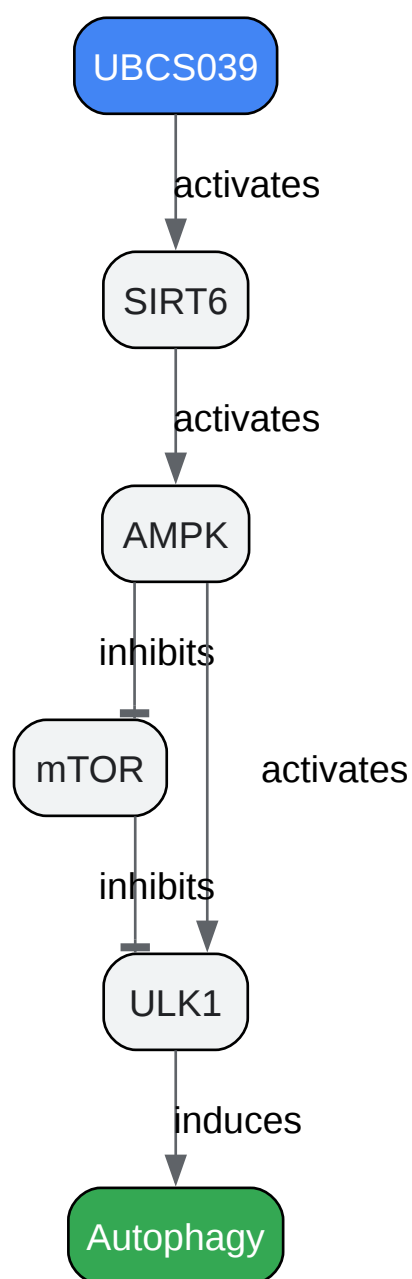 UBCS039
activates
SIRT6
activates
AMPK
inhibits
mTOR
activates
inhibits
ULK1
induces
Autophagy